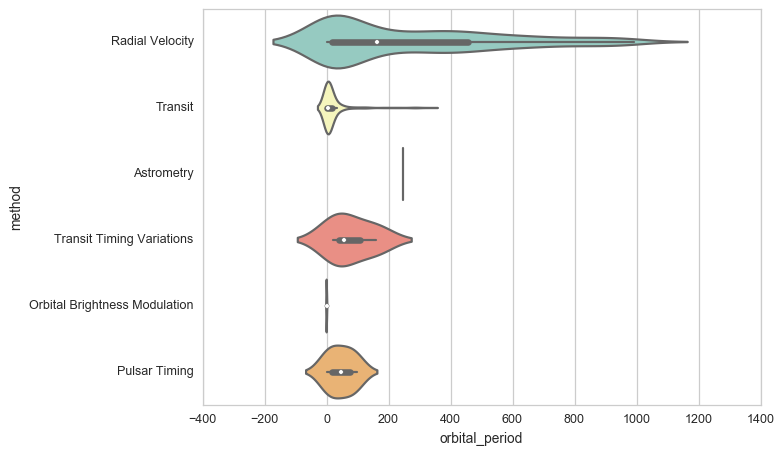 method
Radial Velocity
Transit
Astrometry
Transit Timing Variations
Orbital Brightness Modulation
Pulsar Timing
−400 −200 0 200 400 600 800 1000 1200 1400
orbital_period